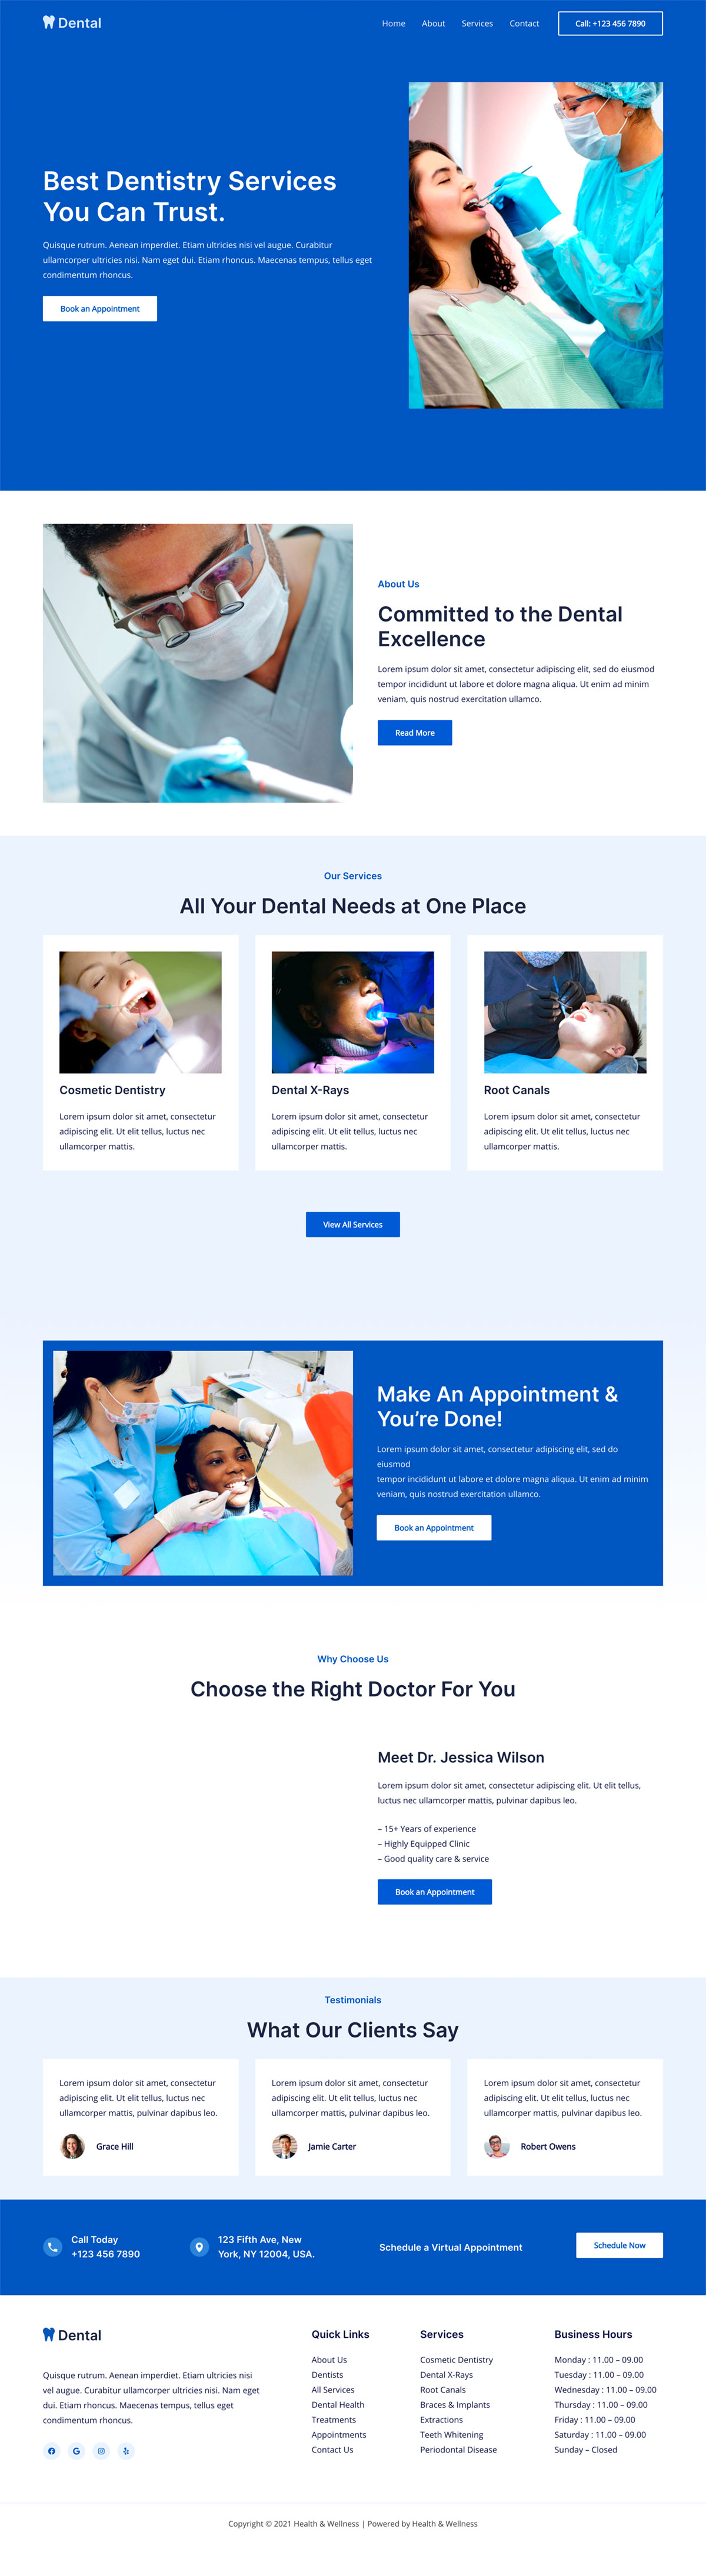 Dental
Home About Services Contact Call: +123 456 7890
Best Dentistry Services
You Can Trust.
Quisque rutrum. Aenean imperdiet. Etiam ultricies nisi vel augue. Curabitur
ullamcorper ultricies nisi. Nam eget dui. Etiam rhoncus. Maecenas tempus, tellus eget
condimentum rhoncus.
Book an Appointment
About Us
Committed to the Dental
Excellence
Lorem ipsum dolor sit amet, consectetur adipiscing elit, sed do eiusmod
tempor incididunt ut labore et dolore magna aliqua. Ut enim ad minim
veniam, quis nostrud exercitation ullamco.
Read More
Our Services
All Your Dental Needs at One Place
Cosmetic Dentistry
Lorem ipsum dolor sit amet, consectetur
adipiscing elit. Ut elit tellus, luctus nec
ullamcorper mattis.
Dental X-Rays
Lorem ipsum dolor sit amet, consectetur
adipiscing elit. Ut elit tellus, luctus nec
ullamcorper mattis.
Root Canals
Lorem ipsum dolor sit amet, consectetur
adipiscing elit. Ut elit tellus, luctus nec
ullamcorper mattis.
View All Services
Make An Appointment &
You’re Done!
Lorem ipsum dolor sit amet, consectetur adipiscing elit, sed do
eiusmod
tempor incididunt ut labore et dolore magna aliqua. Ut enim ad minim
veniam, quis nostrud exercitation ullamco.
Book an Appointment
Why Choose Us
Choose the Right Doctor For You
Meet Dr. Jessica Wilson
Lorem ipsum dolor sit amet, consectetur adipiscing elit. Ut elit tellus,
luctus nec ullamcorper mattis, pulvinar dapibus leo.
– 15+ Years of experience
– Highly Equipped Clinic
– Good quality care & service
Book an Appointment
Testimonials
What Our Clients Say
Lorem ipsum dolor sit amet, consectetur
adipiscing elit. Ut elit tellus, luctus nec
ullamcorper mattis, pulvinar dapibus leo.
Grace Hill
Lorem ipsum dolor sit amet, consectetur
adipiscing elit. Ut elit tellus, luctus nec
ullamcorper mattis, pulvinar dapibus leo.
Jamie Carter
Lorem ipsum dolor sit amet, consectetur
adipiscing elit. Ut elit tellus, luctus nec
ullamcorper mattis, pulvinar dapibus leo.
Robert Owens
Call Today
+123 456 7890
123 Fifth Ave, New
York, NY 12004, USA.
Schedule a Virtual Appointment
Schedule Now
Dental
Quisque rutrum. Aenean imperdiet. Etiam ultricies nisi
vel augue. Curabitur ullamcorper ultricies nisi. Nam eget
dui. Etiam rhoncus. Maecenas tempus, tellus eget
condimentum rhoncus.
Quick Links
About Us
Dentists
All Services
Dental Health
Treatments
Appointments
Contact Us
Services
Cosmetic Dentistry
Dental X-Rays
Root Canals
Braces & Implants
Extractions
Teeth Whitening
Periodontal Disease
Business Hours
Monday : 11.00 – 09.00
Tuesday : 11.00 – 09.00
Wednesday : 11.00 – 09.00
Thursday : 11.00 – 09.00
Friday : 11.00 – 09.00
Saturday : 11.00 – 09.00
Sunday – Closed
Copyright © 2021 Health & Wellness | Powered by Health & Wellness